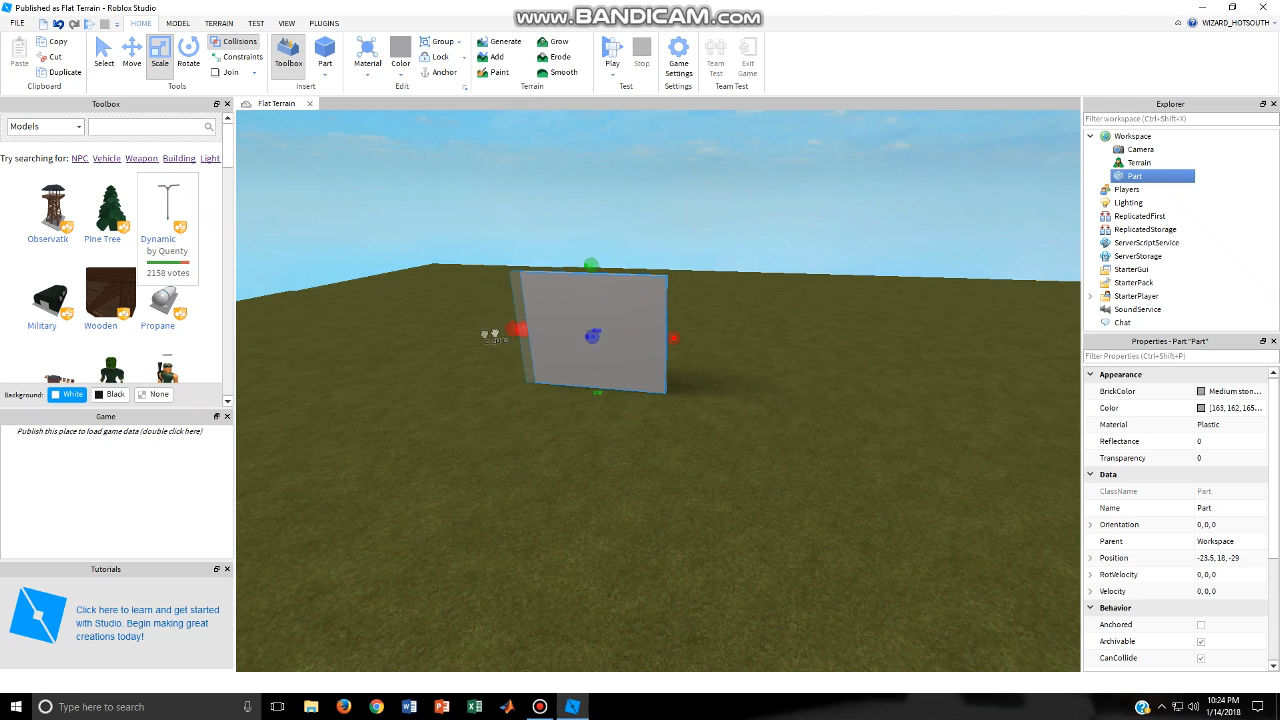 Published as Flat Terrain - Roblox Studio
www.BANDICAM.com
FILE HOME MODEL TERRAIN TEST VIEW PLUGINS WIZARD_HOTSOUTH
Paste Copy Cut Duplicate Select Move Scale Rotate Collisions Constraints Join Toolbox Part Material Color Group Lock Anchor Generate Add Paint Grow Erode Smooth Play Stop Game Settings Team Test Exit Game
Clipboard Tools Insert Edit Terrain Test Settings Team Test
Toolbox
Models
Try searching for: NPC Vehicle Weapon Building Light
Observatk Pine Tree Dynamic
by Quenty
2158 votes
Military Wooden Propane
Background: White Black None
Game
Publish this place to load game data (double click here)
Tutorials
Click here to learn and get started
with Studio. Begin making great
creations today!
Flat Terrain
Explorer
Filter workspace (Ctrl+Shift+X)
Workspace
Camera
Terrain
Part
Players
Lighting
ReplicatedFirst
ReplicatedStorage
ServerScriptService
ServerStorage
StarterGui
StarterPack
StarterPlayer
SoundService
Chat
Properties - Part "Part"
Filter Properties (Ctrl+Shift+P)
Appearance
BrickColor Medium ston...
Color [163, 162, 165...
Material Plastic
Reflectance 0
Transparency 0
Data
ClassName Part
Name Part
Orientation 0, 0, 0
Parent Workspace
Position -23.5, 18, -29
RotVelocity 0, 0, 0
Velocity 0, 0, 0
Behavior
Anchored
Archivable
CanCollide
Type here to search
10:24 PM
1/14/2018